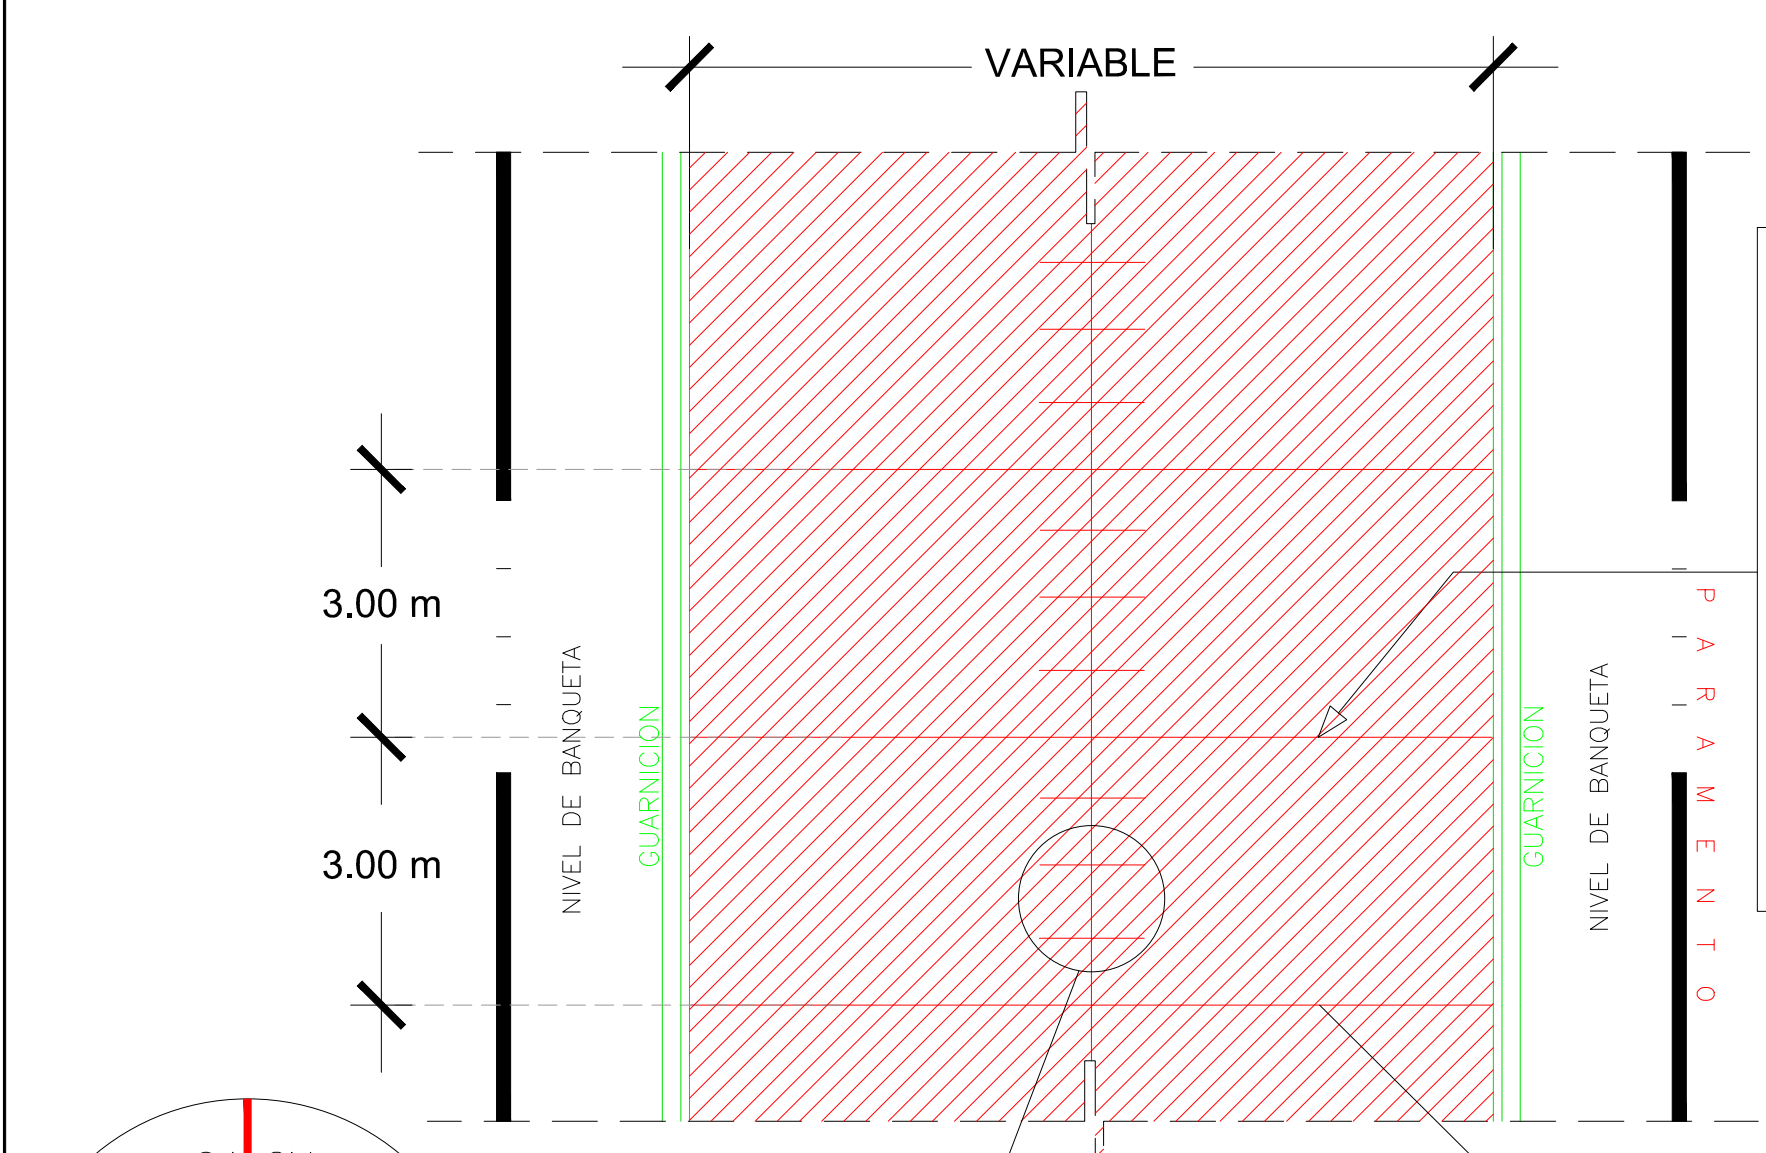 VARIABLE
3.00 m
3.00 m
NIVEL DE BANQUETA
GUARNICION
GUARNICION
NIVEL DE BANQUETA
PARAMENTO